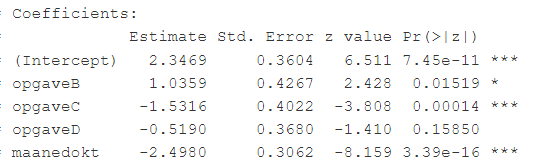 Coefficients:
Estimate Std. Error z value Pr(>|z|)
(Intercept) 2.3469 0.3604 6.511 7.45e-11 ***
opgaveB 1.0359 0.4267 2.428 0.01519 *
opgaveC -1.5316 0.4022 -3.808 0.00014 ***
opgaveD -0.5190 0.3680 -1.410 0.15850
maanedokt -2.4980 0.3062 -8.159 3.39e-16 ***